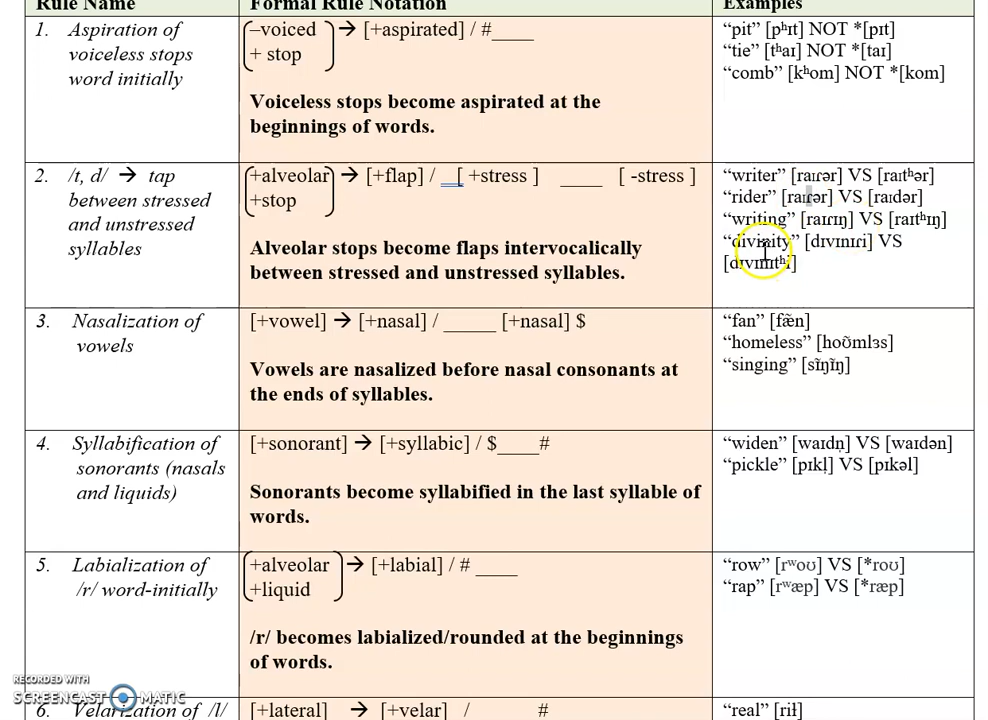 Rule Name
Formal Rule Notation
Examples
1. Aspiration of
voiceless stops
word initially
–voiced → [+aspirated] / #____
+ stop
Voiceless stops become aspirated at the
beginnings of words.
“pit” [pʰɪt] NOT *[pɪt]
“tie” [tʰaɪ] NOT *[taɪ]
“comb” [kʰom] NOT *[kom]
2. /t, d/ → tap
between stressed
and unstressed
syllables
+alveolar → [+flap] / __[ +stress ] ____ [ -stress ]
+stop
Alveolar stops become flaps intervocalically
between stressed and unstressed syllables.
“writer” [raɪɾər] VS [raɪtʰər]
“rider” [raɪɾər] VS [raɪdər]
“writing” [raɪɾɪŋ] VS [raɪtʰɪŋ]
“divinity” [dɪvɪnɪɾi] VS
[dɪvɪnɪtʰi]
3. Nasalization of
vowels
[+vowel] → [+nasal] / _____ [+nasal] $
Vowels are nasalized before nasal consonants at
the ends of syllables.
“fan” [fæ̃n]
“homeless” [hoʊ̃mlɜs]
“singing” [sɪ̃ŋɪ̃ŋ]
4. Syllabification of
sonorants (nasals
and liquids)
[+sonorant] → [+syllabic] / $____#
Sonorants become syllabified in the last syllable of
words.
“widen” [waɪdn̩] VS [waɪdən]
“pickle” [pɪkl̩] VS [pɪkəl]
5. Labialization of
/r/ word-initially
+alveolar → [+labial] / # ____
+liquid
/r/ becomes labialized/rounded at the beginnings
of words.
“row” [rʷoʊ] VS [*roʊ]
“rap” [rʷæp] VS [*ræp]
6. Velarization of /l/
[+lateral] → [+velar] / ______#
“real” [riɫ]
RECORDED WITH
SCREENCAST MATIC